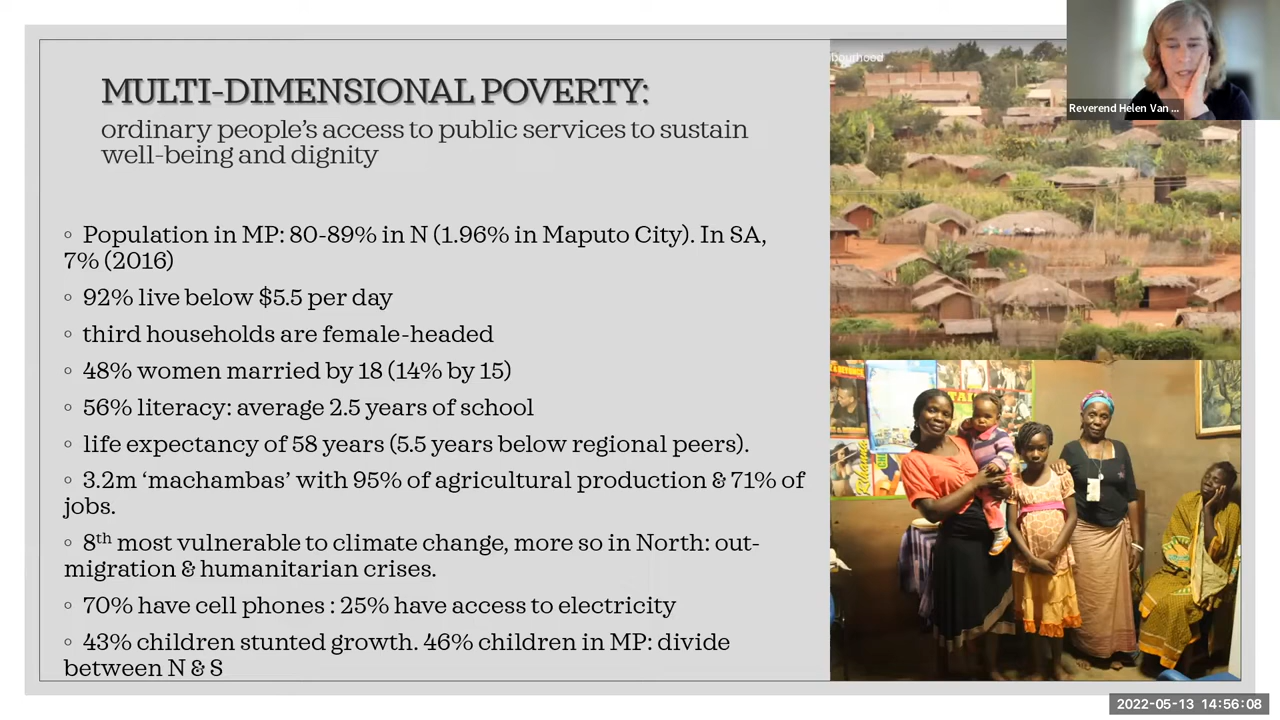 MULTI-DIMENSIONAL POVERTY:
ordinary people's access to public services to sustain
well-being and dignity
◦ Population in MP: 80-89% in N (1.96% in Maputo City). In SA,
7% (2016)
◦ 92% live below $5.5 per day
◦ third households are female-headed
◦ 48% women married by 18 (14% by 15)
◦ 56% literacy: average 2.5 years of school
◦ life expectancy of 58 years (5.5 years below regional peers).
◦ 3.2m ‘machambas’ with 95% of agricultural production & 71% of
jobs.
◦ 8th most vulnerable to climate change, more so in North: out-
migration & humanitarian crises.
◦ 70% have cell phones : 25% have access to electricity
◦ 43% children stunted growth. 46% children in MP: divide
between N & S
bourhood
Reverend Helen Van ...
Rihanna
2022-05-13 14:56:08